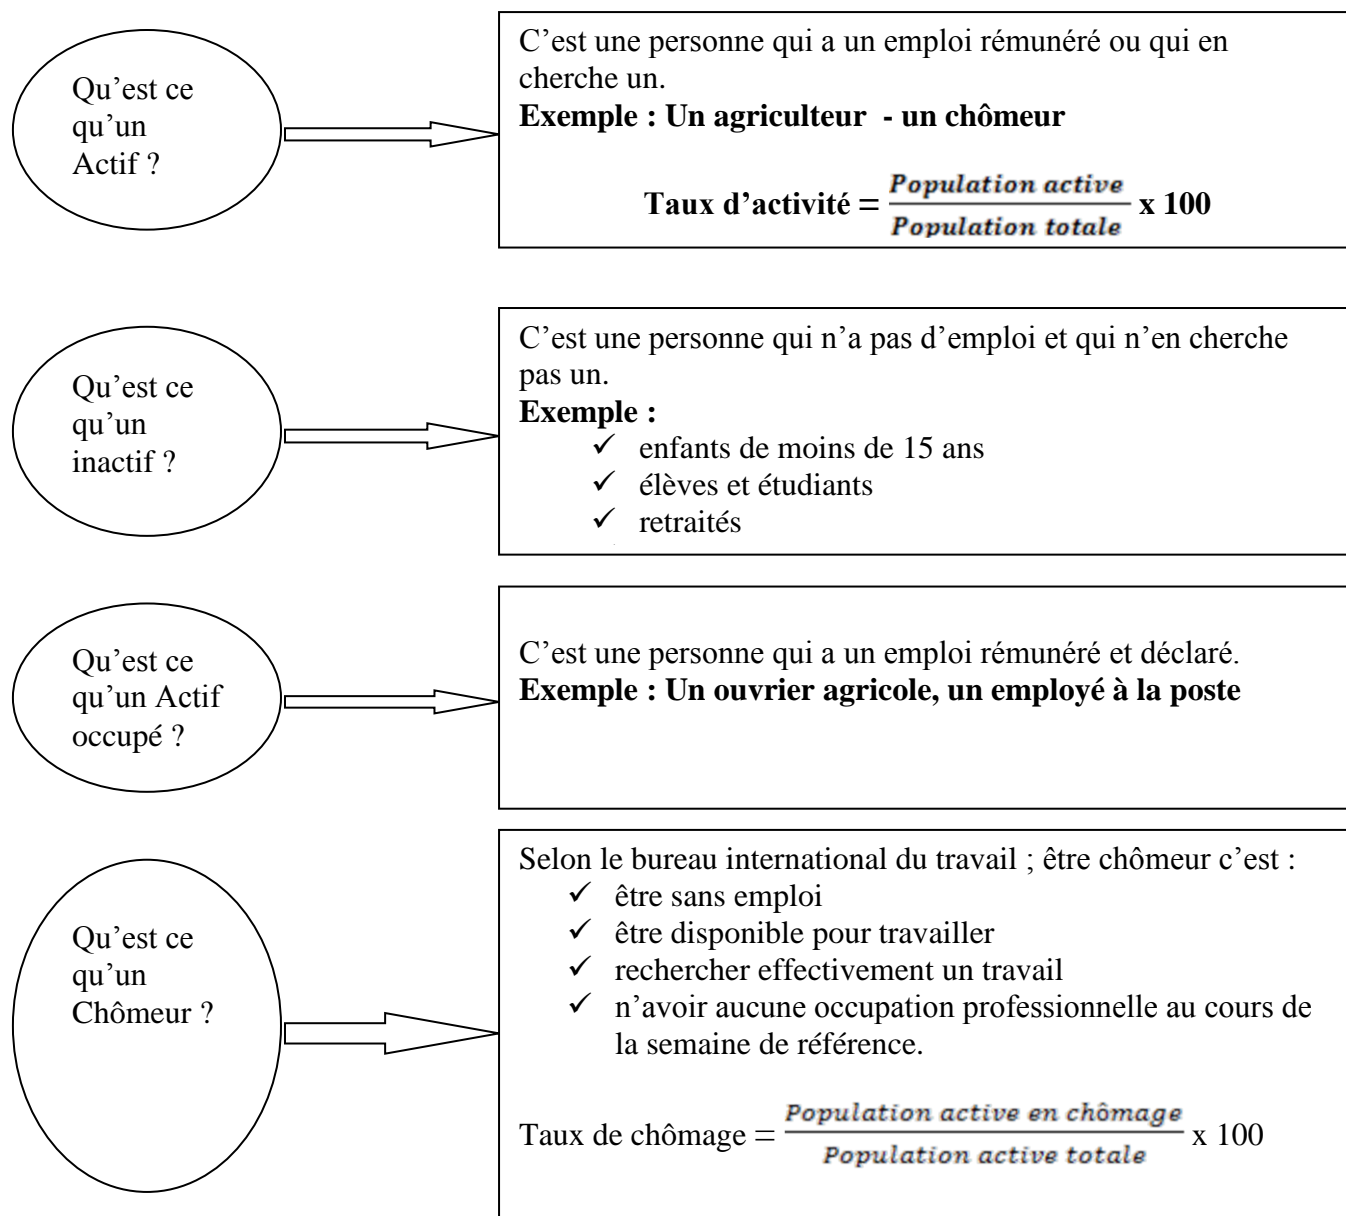 Qu’est ce
qu’un
Actif ?
C’est une personne qui a un emploi rémunéré ou qui en
cherche un.
Exemple : Un agriculteur - un chômeur
Taux d’activité = Population active / Population totale x 100
Qu’est ce
qu’un
inactif ?
C’est une personne qui n’a pas d’emploi et qui n’en cherche
pas un.
Exemple :
✓ enfants de moins de 15 ans
✓ élèves et étudiants
✓ retraités
Qu’est ce
qu’un Actif
occupé ?
C’est une personne qui a un emploi rémunéré et déclaré.
Exemple : Un ouvrier agricole, un employé à la poste
Qu’est ce
qu’un
Chômeur ?
Selon le bureau international du travail ; être chômeur c’est :
✓ être sans emploi
✓ être disponible pour travailler
✓ rechercher effectivement un travail
✓ n’avoir aucune occupation professionnelle au cours de
la semaine de référence.
Taux de chômage = Population active en chômage / Population active totale x 100